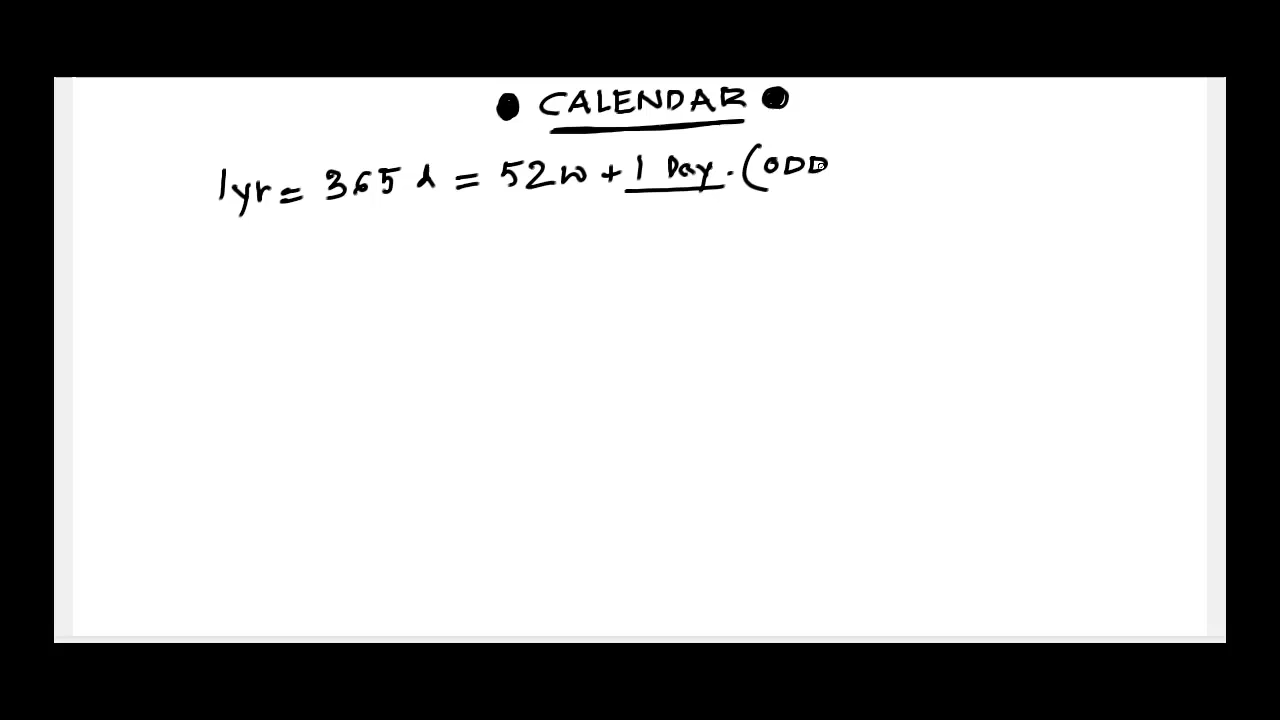 • CALENDAR •
1yr = 365 d = 52w + 1 Day. (ODD